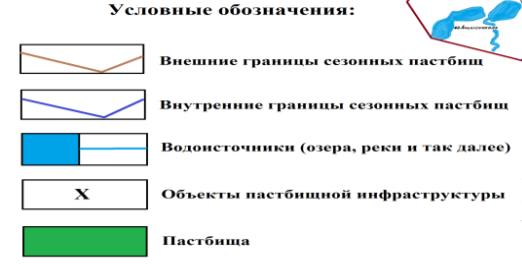 Условные обозначения:
Внешние границы сезонных пастбищ
Внутренние границы сезонных пастбищ
Водоисточники (озера, реки и так далее)
X
Объекты пастбищной инфраструктуры
Пастбища